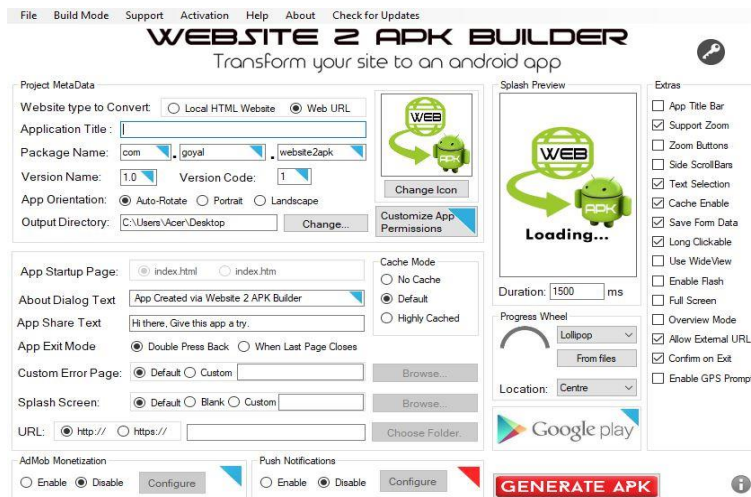 File Build Mode Support Activation Help About Check for Updates
WEBSITE 2 APK BUILDER
Transform your site to an android app
Project MetaData
Website type to Convert: Local HTML Website Web URL
Application Title :
Package Name: com . goyal . website2apk
Version Name: 1.0 Version Code: 1
App Orientation: Auto-Rotate Portrait Landscape
Output Directory: C:\Users\Acer\Desktop Change...
WEB
APK
Change Icon
Customize App
Permissions
App Startup Page: index.html index.htm
About Dialog Text App Created via Website 2 APK Builder
App Share Text Hi there, Give this app a try.
App Exit Mode Double Press Back When Last Page Closes
Custom Error Page: Default Custom Browse...
Splash Screen: Default Blank Custom Browse...
URL: http:// https:// Choose Folder.
Cache Mode
No Cache
Default
Highly Cached
AdMob Monetization
Enable Disable Configure
Push Notifications
Enable Disable Configure
Splash Preview
WEB
APK
Loading...
Duration: 1500 ms
Progress Wheel
Lollipop
From files
Location: Centre
Google play
GENERATE APK
Extras
App Title Bar
Support Zoom
Zoom Buttons
Side ScrollBars
Text Selection
Cache Enable
Save Form Data
Long Clickable
Use WideView
Enable Flash
Full Screen
Overview Mode
Allow External URL
Confirm on Exit
Enable GPS Prompt